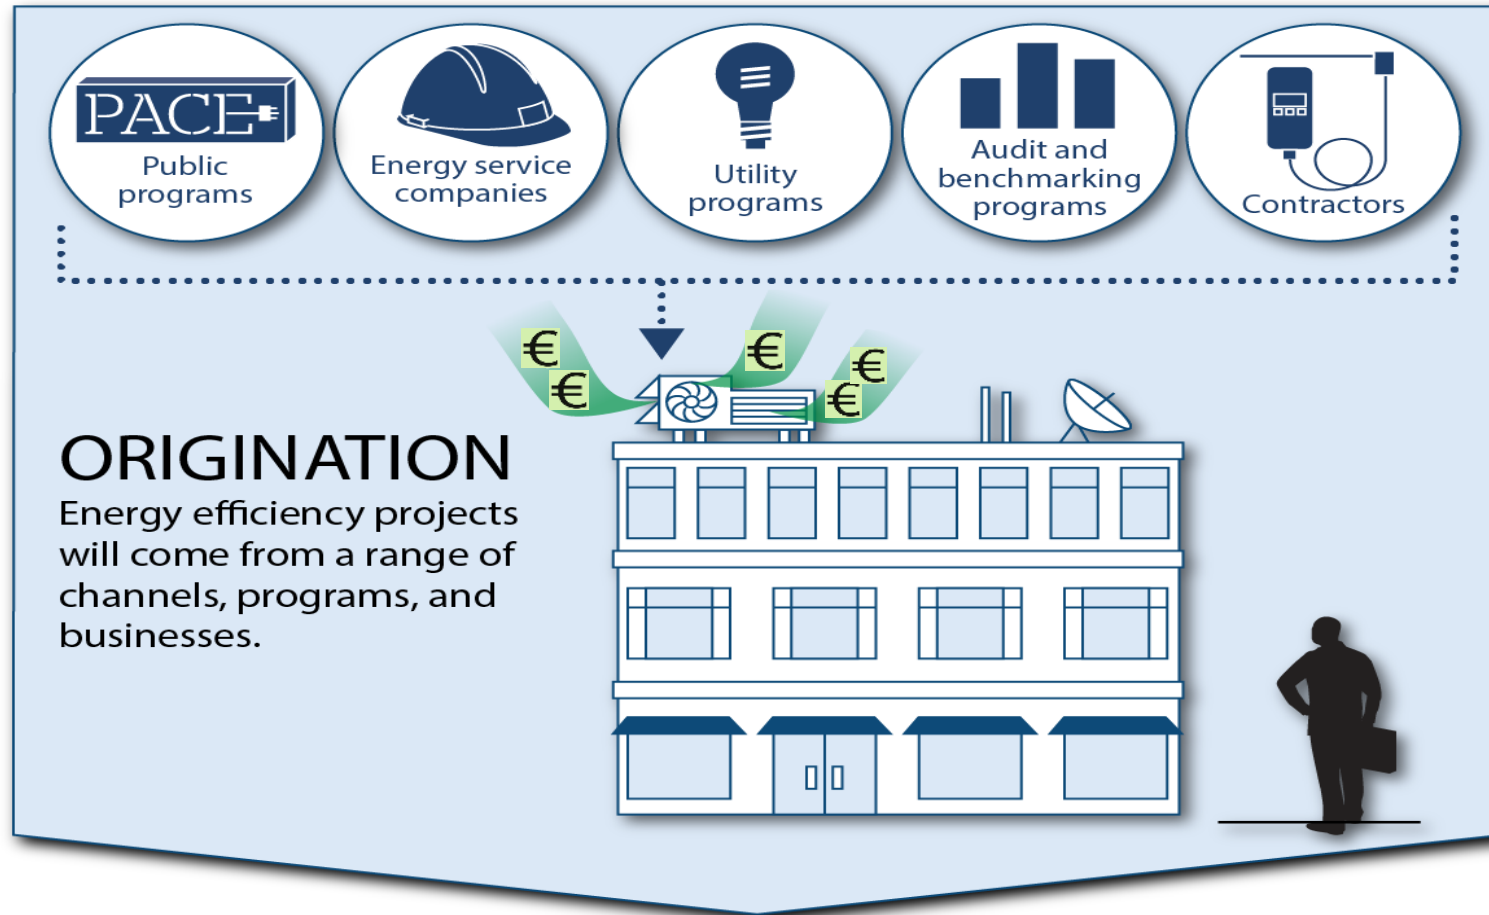 PACE
Public
programs
Energy service
companies
Utility
programs
Audit and
benchmarking
programs
Contractors
€
€
€
€
€
ORIGINATION
Energy efficiency projects
will come from a range of
channels, programs, and
businesses.